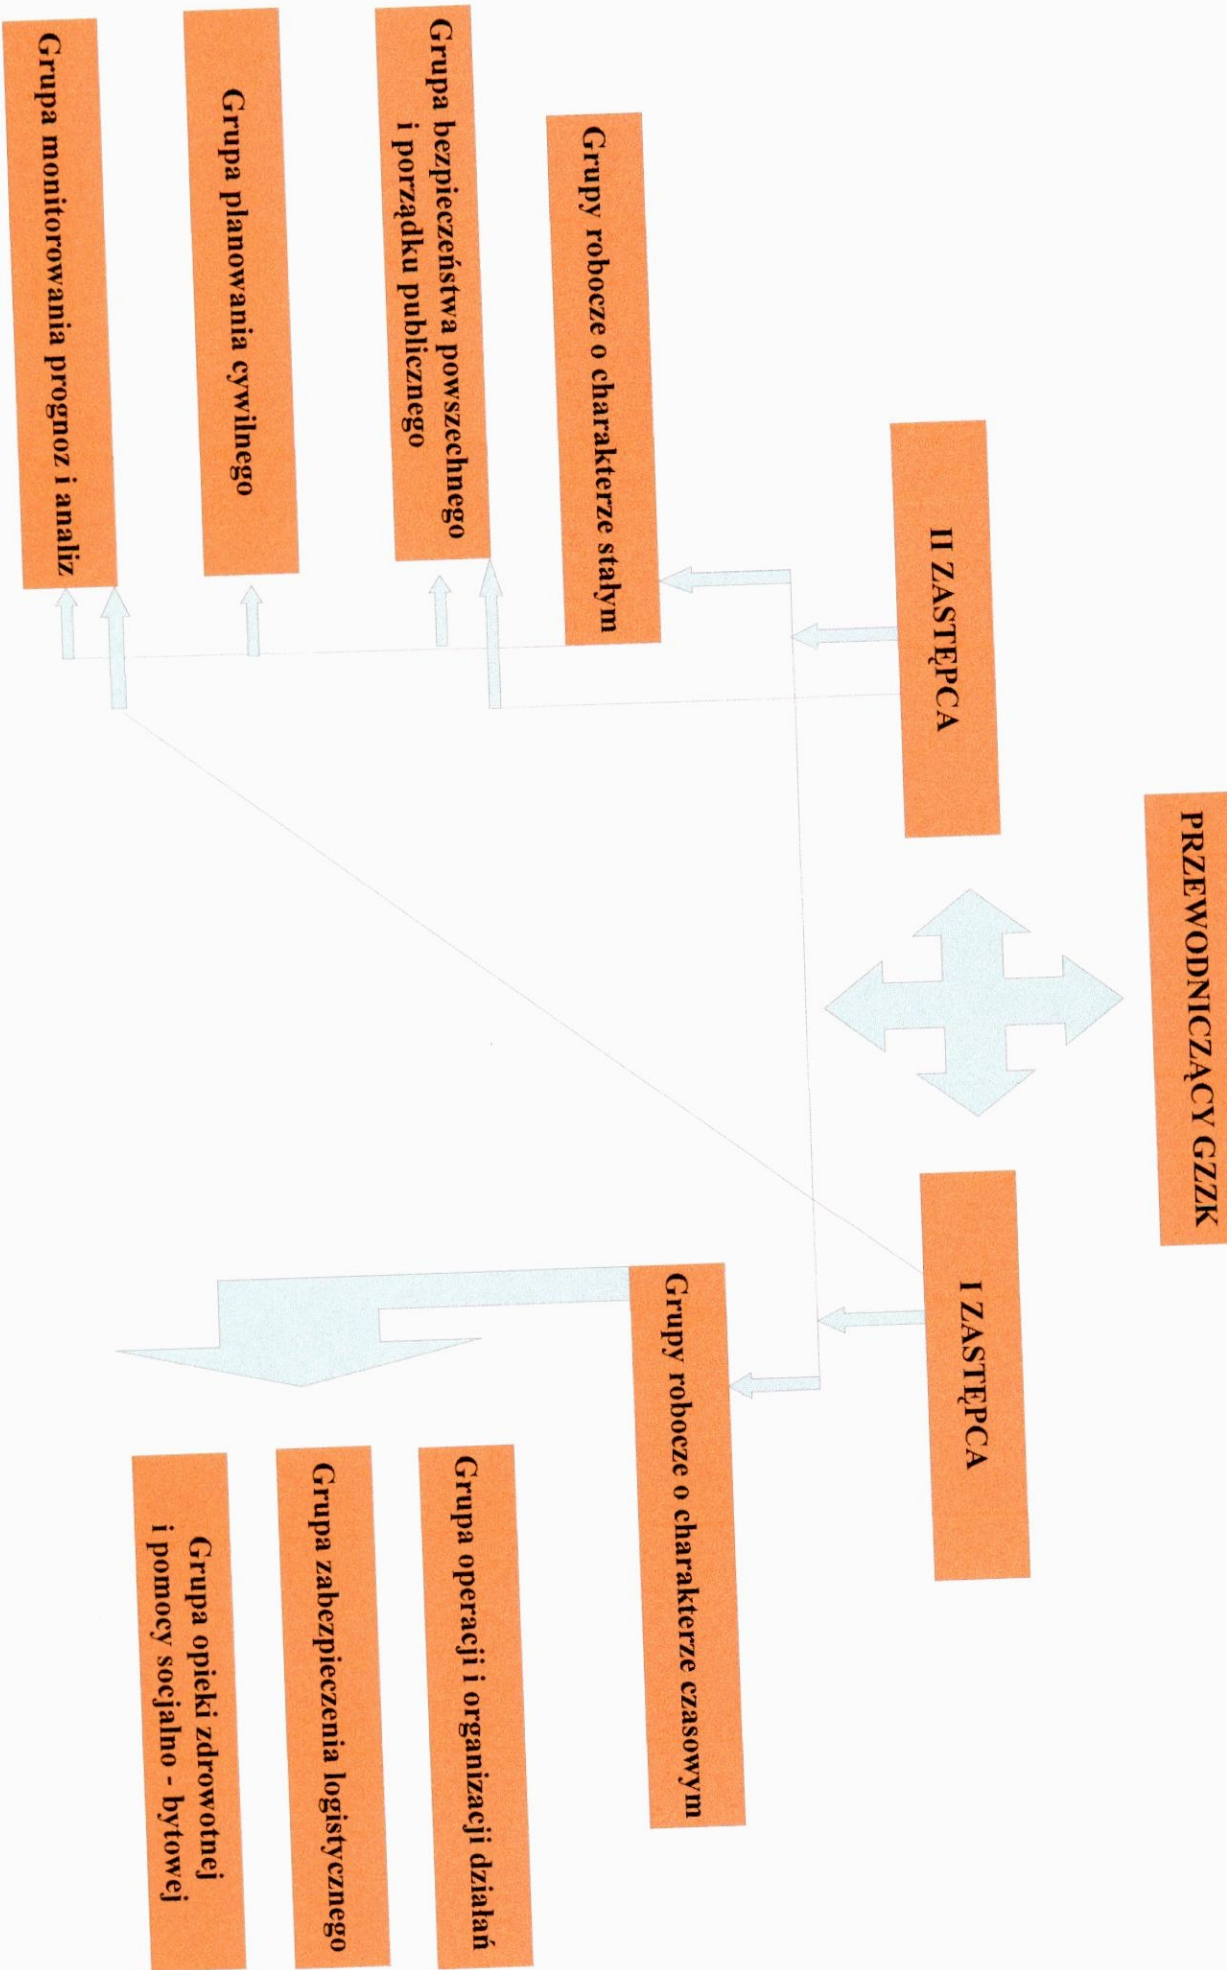 PRZEWODNICZĄCY GZZK
II ZASTĘPCA
I ZASTĘPCA
Grupy robocze o charakterze stałym
Grupy robocze o charakterze czasowym
Grupa bezpieczeństwa powszechnego
i porządku publicznego
Grupa planowania cywilnego
Grupa monitorowania prognoz i analiz
Grupa operacji i organizacji działań
Grupa zabezpieczenia logistycznego
Grupa opieki zdrowotnej
i pomocy socjalno - bytowej